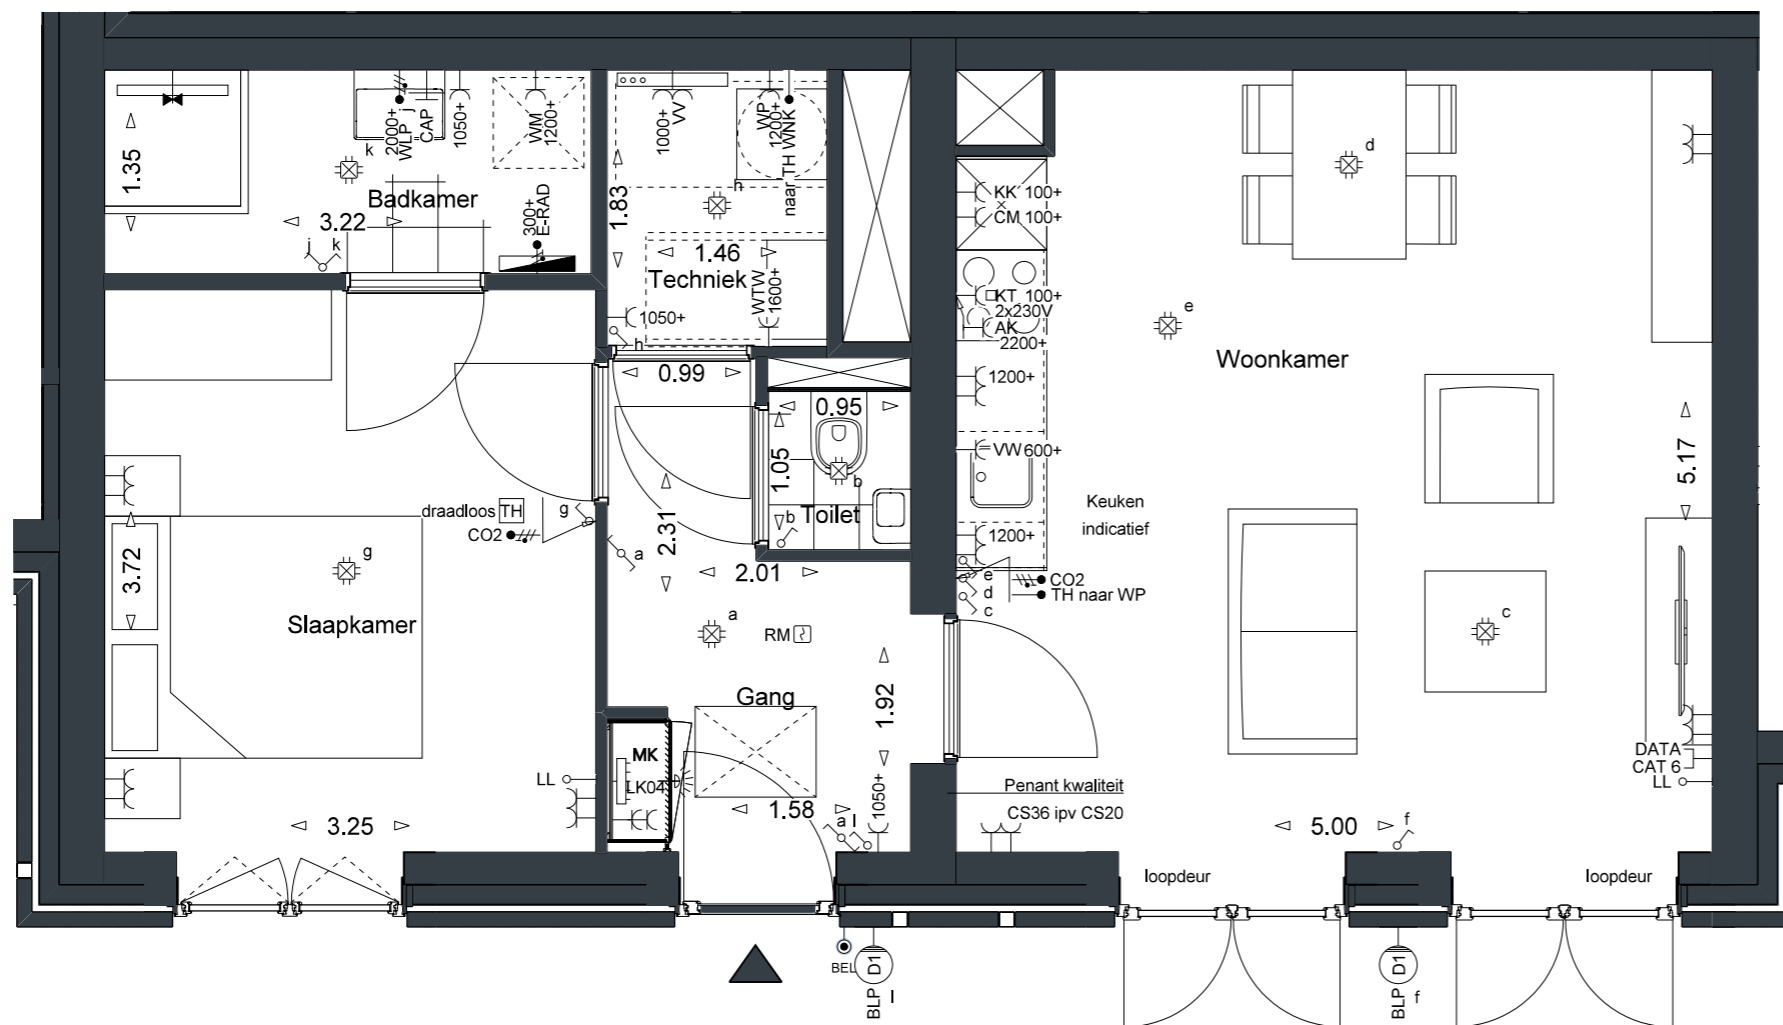 1.35
k
2000+
WLP
j
CAP
1050+
WM
1200+
Badkamer
3.22
j k
300+
E-RAD
1000+
VV
WP
1200+
naar TH WNK
h
1.83
1.46
Techniek
WTW
1600+
1050+
h
0.99
0.95
1.05
b
b
Toilet
2.31
2.01
a
a
RM
Gang
1.92
1.58
a l
1050+
MK
LK04
draadloos TH
CO2
g
g
3.72
Slaapkamer
LL
3.25
KK 100+
CM 100+
KT 100+
2x230V
AK
2200+
1200+
VW 600+
1200+
Keuken
indicatief
e
d
c
CO2
TH naar WP
d
e
Woonkamer
5.17
c
DATA
CAT 6
LL
Penant kwaliteit
CS36 ipv CS20
5.00
f
loopdeur
loopdeur
BEL
D1
BLP l
D1
BLP f